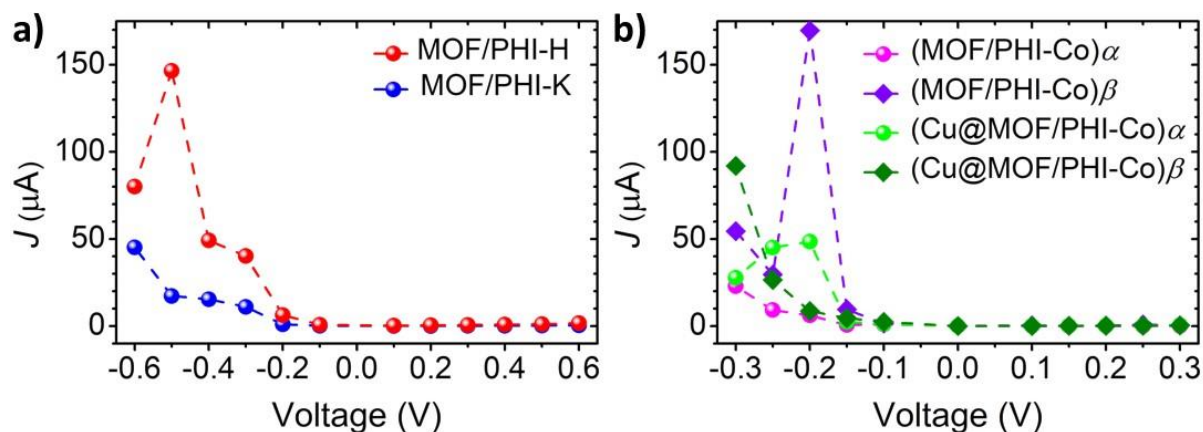 a)
MOF/PHI-H
MOF/PHI-K
J (μA)
150
100
50
0
-0.6 -0.4 -0.2 0.0 0.2 0.4 0.6
Voltage (V)
b)
(MOF/PHI-Co)α
(MOF/PHI-Co)β
(Cu@MOF/PHI-Co)α
(Cu@MOF/PHI-Co)β
J (μA)
150
100
50
0
-0.3 -0.2 -0.1 0.0 0.1 0.2 0.3
Voltage (V)